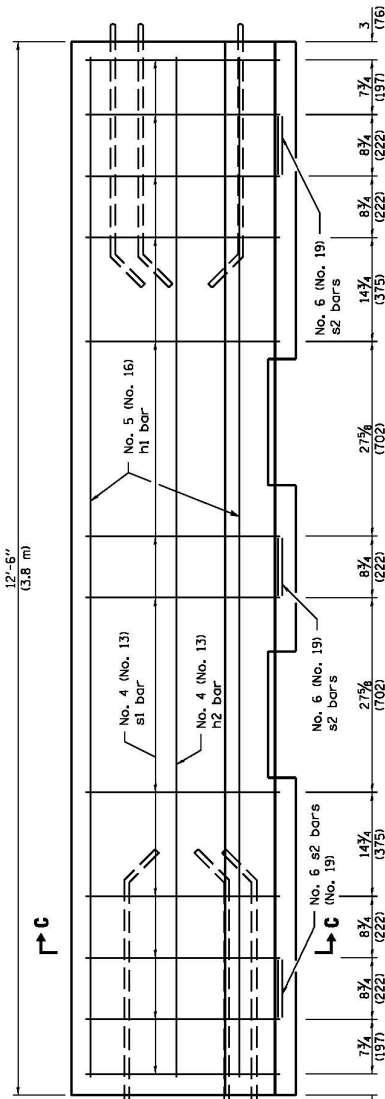 12'-6"
(3.8 m)
No. 5 (No. 16)
h1 bar
No. 4 (No. 13)
s1 bar
No. 4 (No. 13)
h2 bar
No. 6 (No. 19)
s2 bars
No. 6 (No. 19)
s2 bars
No. 6 s2 bars
(No. 19)
C
C
7¾
(197)
8¾
(222)
8¾
(222)
14¾
(375)
27⅝
(702)
8¾
(222)
27⅝
(702)
14¾
(375)
8¾
(222)
8¾
(222)
7¾
(197)
3
(76)